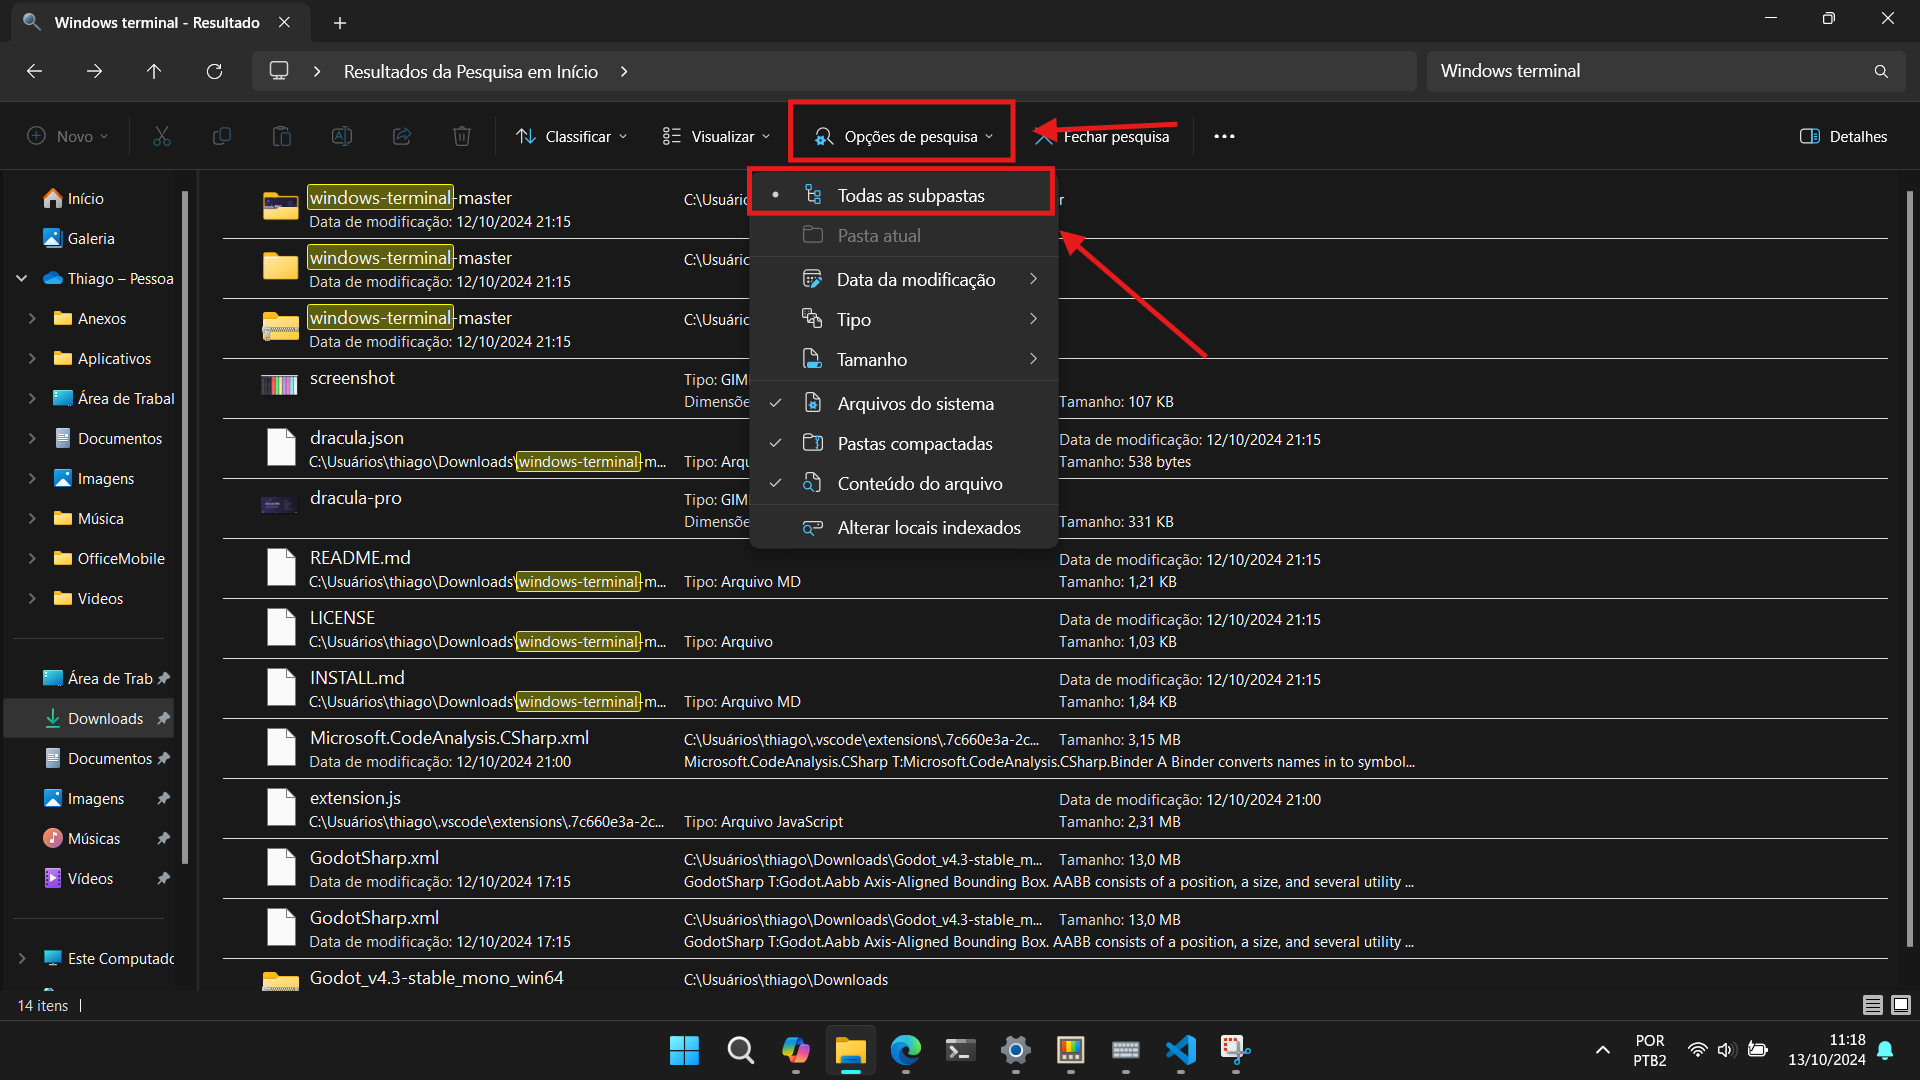 Windows terminal - Resultado
Resultados da Pesquisa em Início
Windows terminal
Novo
Classificar
Visualizar
Opções de pesquisa
Fechar pesquisa
Detalhes
Início
Galeria
Thiago – Pessoa
Anexos
Aplicativos
Área de Trabal
Documentos
Imagens
Música
OfficeMobile
Videos
Área de Trab
Downloads
Documentos
Imagens
Músicas
Vídeos
Este Computado
Todas as subpastas
Pasta atual
Data da modificação
Tipo
Tamanho
Arquivos do sistema
Pastas compactadas
Conteúdo do arquivo
Alterar locais indexados
windows-terminal-master C:\Usuáric r
Data de modificação: 12/10/2024 21:15
windows-terminal-master C:\Usuáric
Data de modificação: 12/10/2024 21:15
windows-terminal-master C:\Usuáric
Data de modificação: 12/10/2024 21:15
screenshot Tipo: GIM
Dimensõe Tamanho: 107 KB
dracula.json Data de modificação: 12/10/2024 21:15
C:\Usuários\thiago\Downloads\windows-terminal-m... Tipo: Arqu Tamanho: 538 bytes
dracula-pro Tipo: GIM
Dimensõe Tamanho: 331 KB
README.md Data de modificação: 12/10/2024 21:15
C:\Usuários\thiago\Downloads\windows-terminal-m... Tipo: Arquivo MD Tamanho: 1,21 KB
LICENSE Data de modificação: 12/10/2024 21:15
C:\Usuários\thiago\Downloads\windows-terminal-m... Tipo: Arquivo Tamanho: 1,03 KB
INSTALL.md Data de modificação: 12/10/2024 21:15
C:\Usuários\thiago\Downloads\windows-terminal-m... Tipo: Arquivo MD Tamanho: 1,84 KB
Microsoft.CodeAnalysis.CSharp.xml C:\Usuários\thiago\.vscode\extensions\.7c660e3a-2c... Tamanho: 3,15 MB
Data de modificação: 12/10/2024 21:00 Microsoft.CodeAnalysis.CSharp T:Microsoft.CodeAnalysis.CSharp.Binder A Binder converts names in to symbol...
extension.js Data de modificação: 12/10/2024 21:00
C:\Usuários\thiago\.vscode\extensions\.7c660e3a-2c... Tipo: Arquivo JavaScript Tamanho: 2,31 MB
GodotSharp.xml C:\Usuários\thiago\Downloads\Godot_v4.3-stable_m... Tamanho: 13,0 MB
Data de modificação: 12/10/2024 17:15 GodotSharp T:Godot.Aabb Axis-Aligned Bounding Box. AABB consists of a position, a size, and several utility ...
GodotSharp.xml C:\Usuários\thiago\Downloads\Godot_v4.3-stable_m... Tamanho: 13,0 MB
Data de modificação: 12/10/2024 17:15 GodotSharp T:Godot.Aabb Axis-Aligned Bounding Box. AABB consists of a position, a size, and several utility ...
Godot_v4.3-stable_mono_win64 C:\Usuários\thiago\Downloads
14 itens
POR
PTB2
11:18
13/10/2024